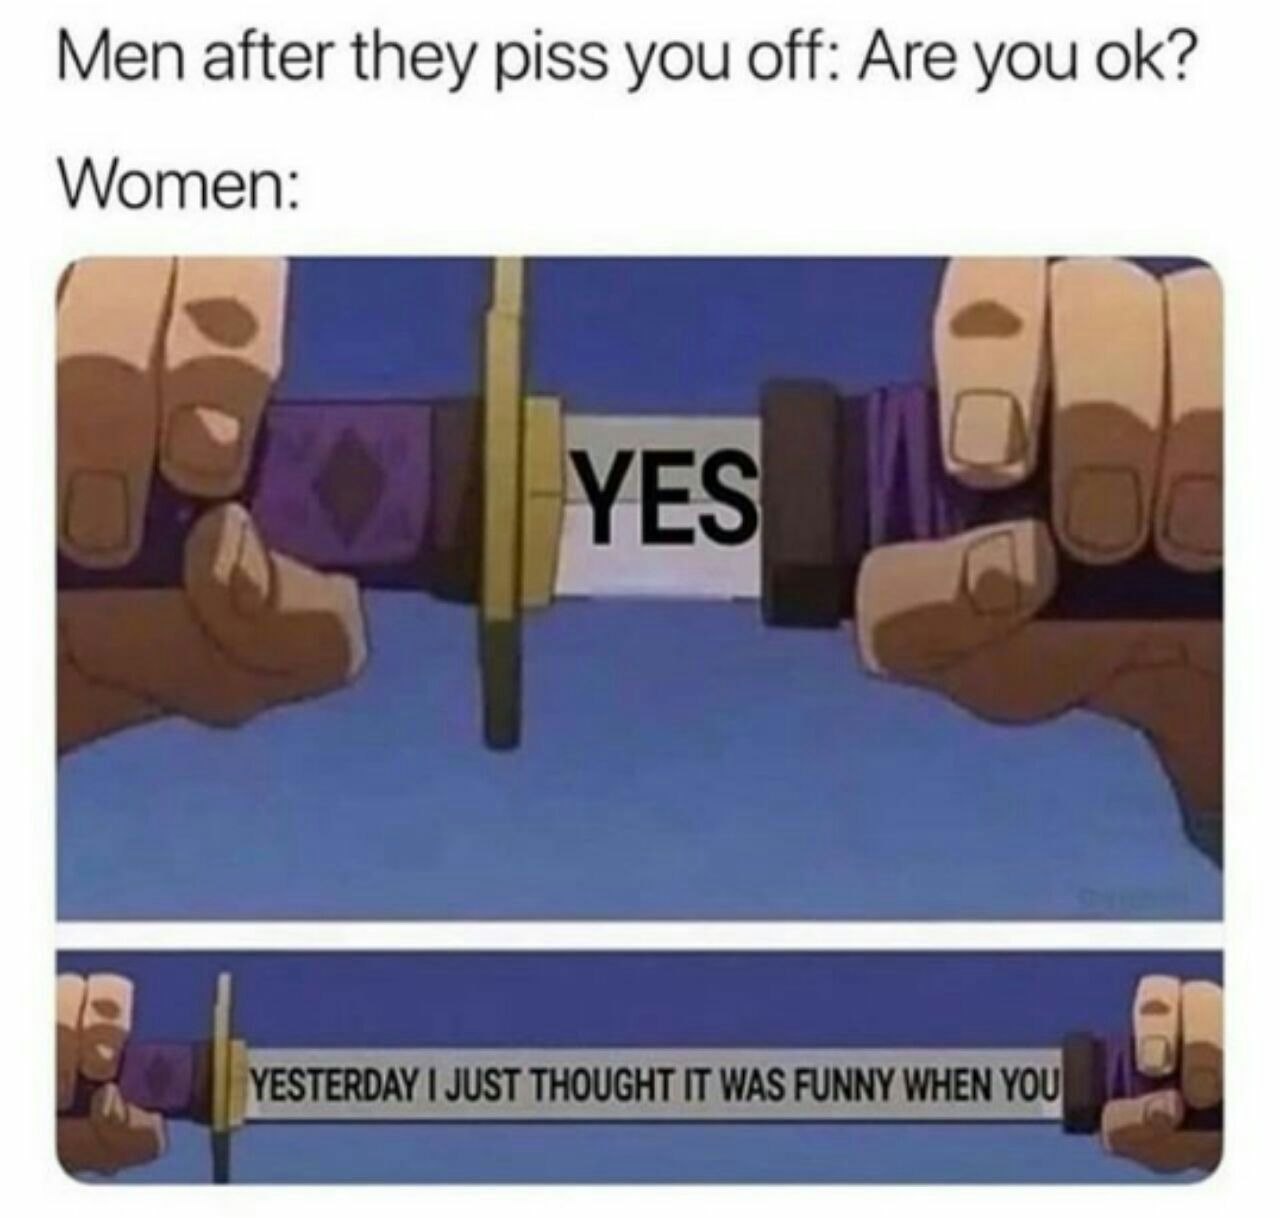 Men after they piss you off: Are you ok?
Women:
YES
YESTERDAY I JUST THOUGHT IT WAS FUNNY WHEN YOU